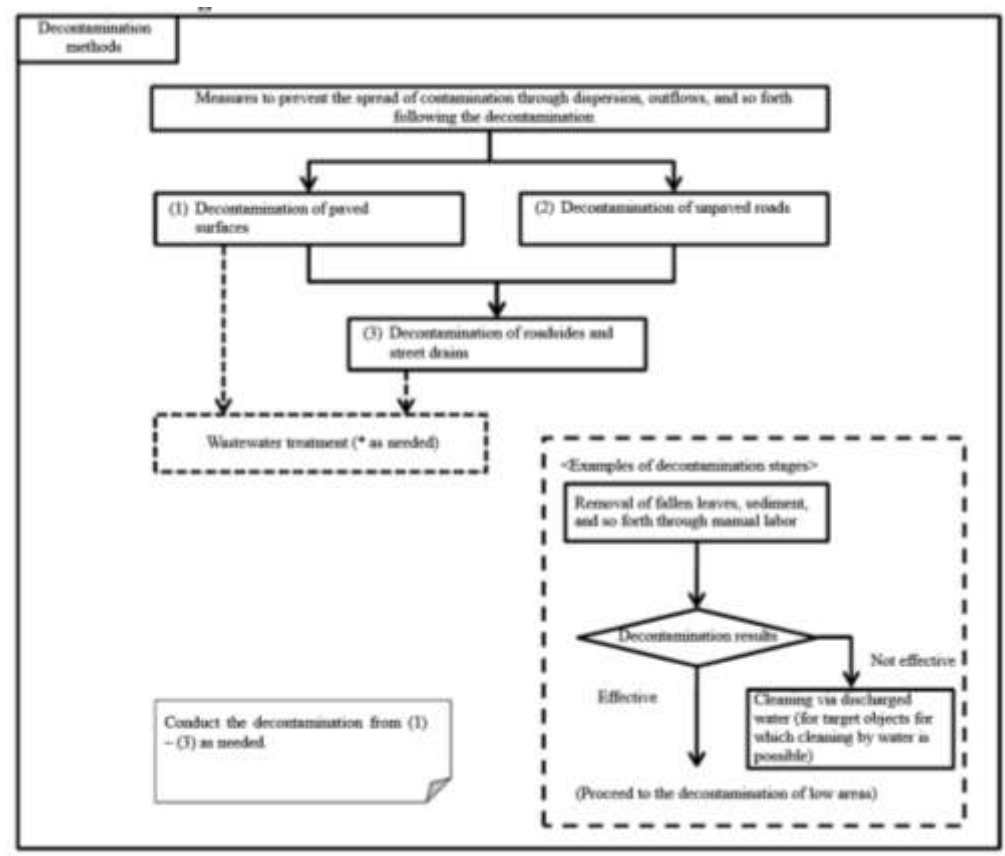 Decontamination
methods
Measures to prevent the spread of contamination through dispersion, outflows, and so forth
following the decontamination
(1) Decontamination of paved
surfaces
(2) Decontamination of unpaved roads
(3) Decontamination of roadsides and
street drains
Wastewater treatment (* as needed)
<Examples of decontamination stages>
Removal of fallen leaves, sediment,
and so forth through manual labor
Decontamination results
Not effective
Effective
Cleaning via discharged
water (for target objects for
which cleaning by water is
possible)
(Proceed to the decontamination of low areas)
Conduct the decontamination from (1)
– (3) as needed.